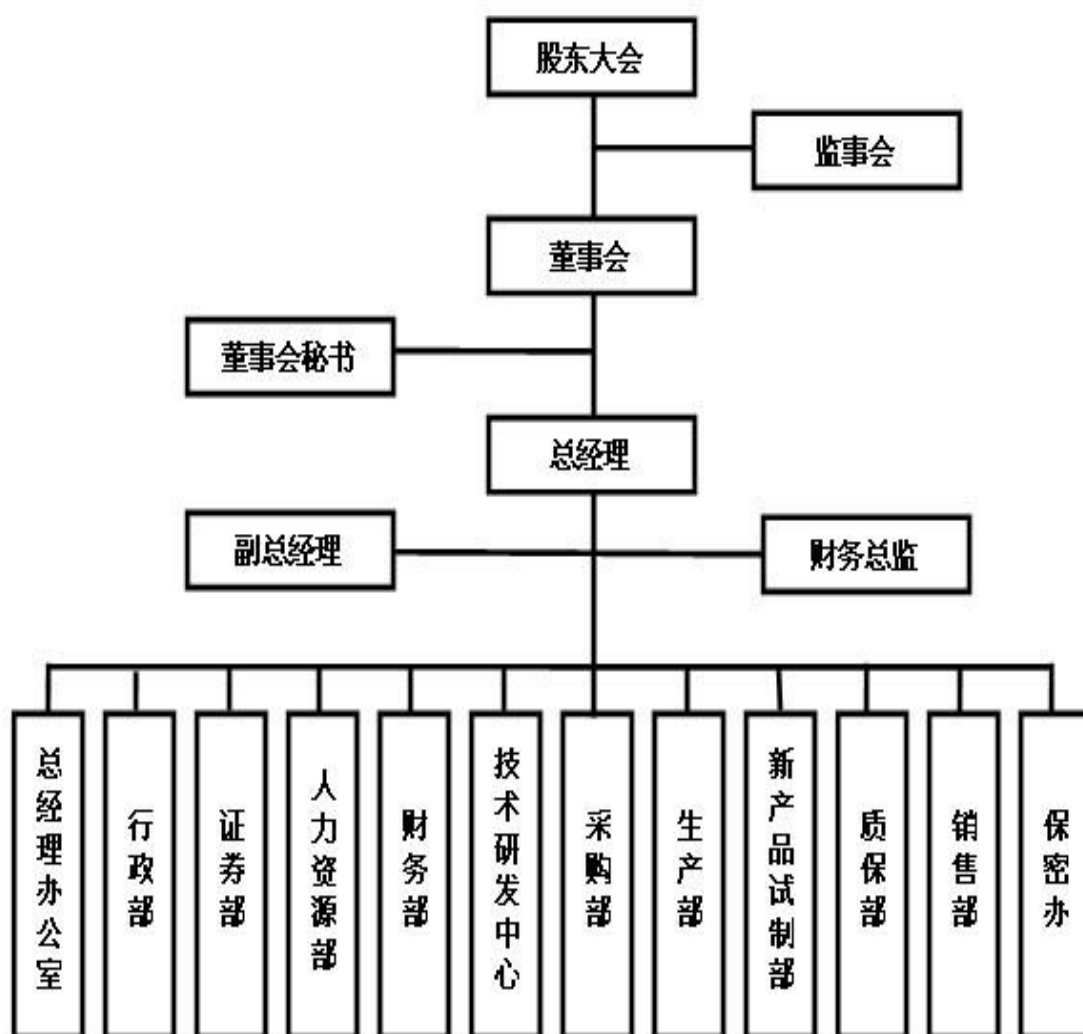 股东大会
监事会
董事会
董事会秘书
总经理
副总经理
财务总监
总经理办公室
行政部
证券部
人力资源部
财务部
技术研发中心
采购部
生产部
新产品试制部
质保部
销售部
保密办